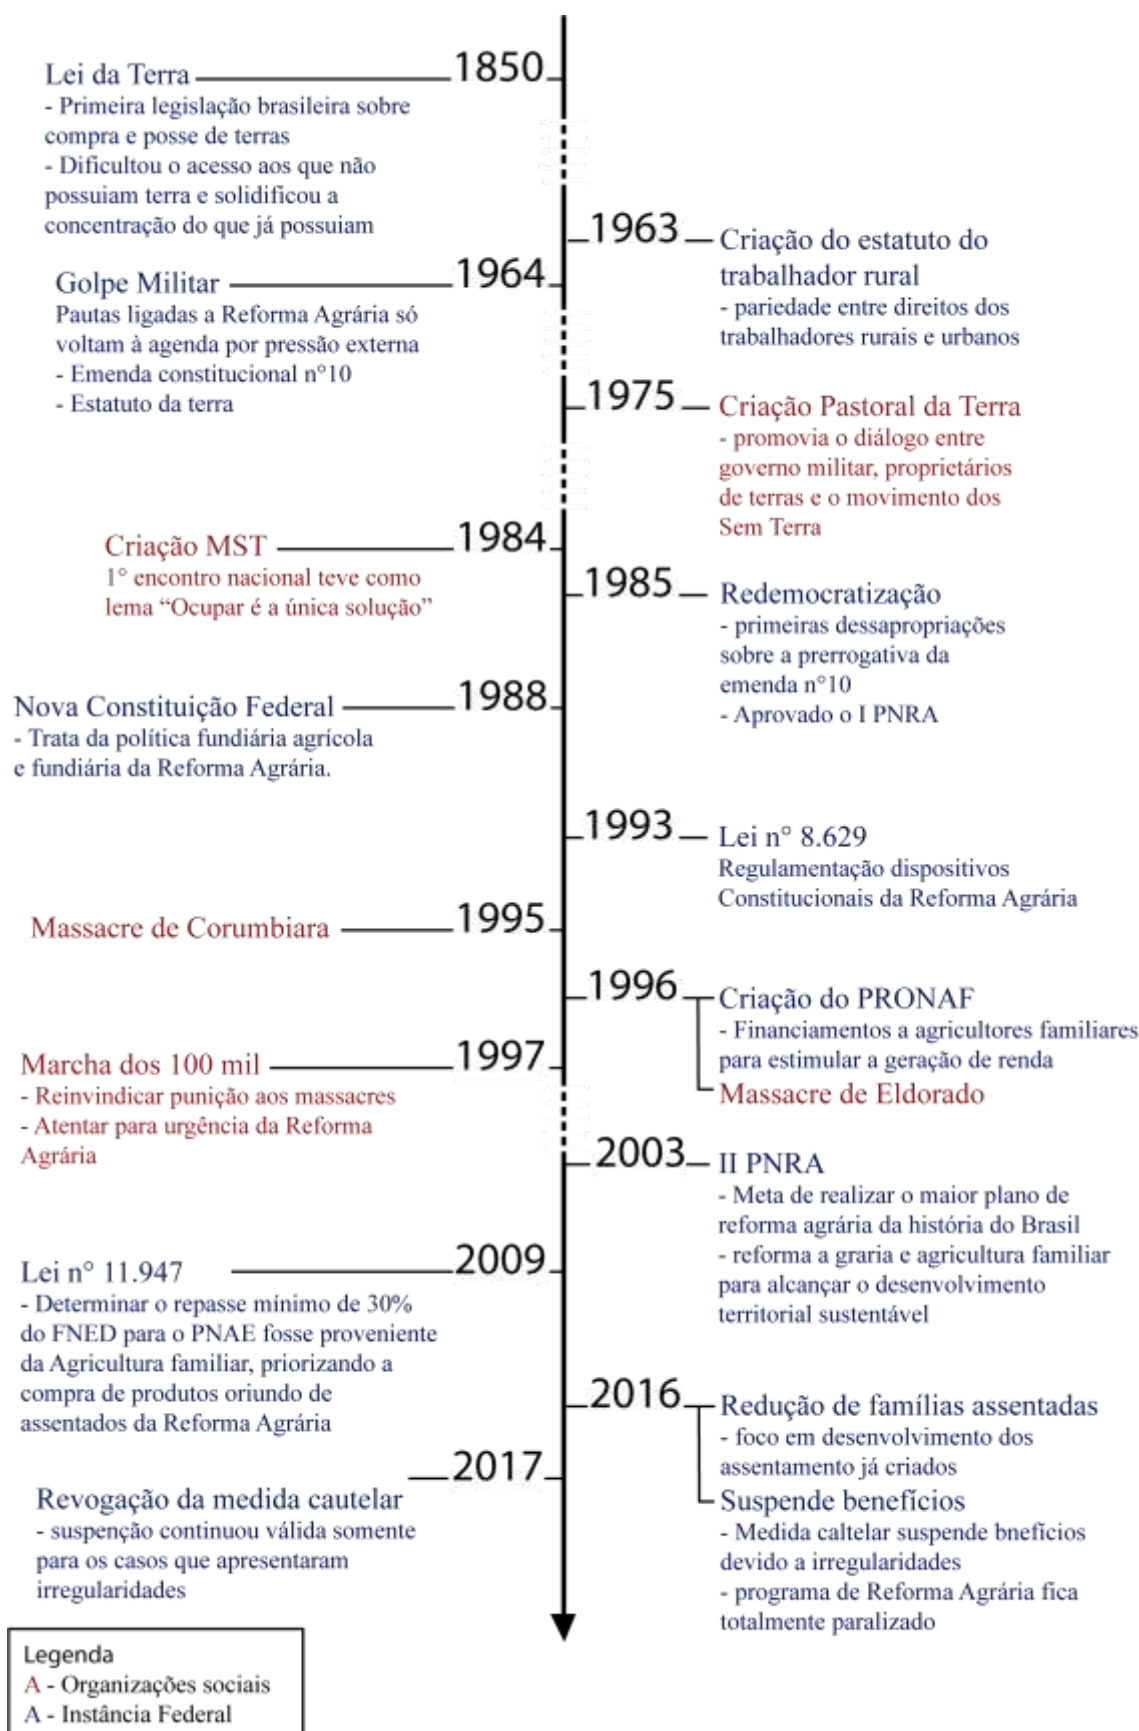 Lei da Terra
1850
- Primeira legislação brasileira sobre
compra e posse de terras
- Dificultou o acesso aos que não
possuiam terra e solidificou a
concentração do que já possuiam
1963
Criação do estatuto do
trabalhador rural
- pariedade entre direitos dos
trabalhadores rurais e urbanos
Golpe Militar
1964
Pautas ligadas a Reforma Agrária só
voltam à agenda por pressão externa
- Emenda constitucional n°10
- Estatuto da terra
1975
Criação Pastoral da Terra
- promovia o diálogo entre
governo militar, proprietários
de terras e o movimento dos
Sem Terra
Criação MST
1984
1° encontro nacional teve como
lema “Ocupar é a única solução”
1985
Redemocratização
- primeiras dessapropriações
sobre a prerrogativa da
emenda n°10
- Aprovado o I PNRA
Nova Constituição Federal
1988
- Trata da política fundiária agrícola
e fundiária da Reforma Agrária.
1993
Lei n° 8.629
Regulamentação dispositivos
Constitucionais da Reforma Agrária
Massacre de Corumbiara
1995
1996
Criação do PRONAF
- Financiamentos a agricultores familiares
para estimular a geração de renda
Massacre de Eldorado
Marcha dos 100 mil
1997
- Reinvindicar punição aos massacres
- Atentar para urgência da Reforma
Agrária
2003
II PNRA
- Meta de realizar o maior plano de
reforma agrária da história do Brasil
- reforma a graria e agricultura familiar
para alcançar o desenvolvimento
territorial sustentável
Lei n° 11.947
2009
- Determinar o repasse mínimo de 30%
do FNED para o PNAE fosse proveniente
da Agricultura familiar, priorizando a
compra de produtos oriundo de
assentados da Reforma Agrária
2016
Redução de famílias assentadas
- foco em desenvolvimento dos
assentamento já criados
Suspende benefícios
- Medida caltelar suspende bnefícios
devido a irregularidades
- programa de Reforma Agrária fica
totalmente paralizado
2017
Revogação da medida cautelar
- suspenção continuou válida somente
para os casos que apresentaram
irregularidades
Legenda
A - Organizações sociais
A - Instância Federal